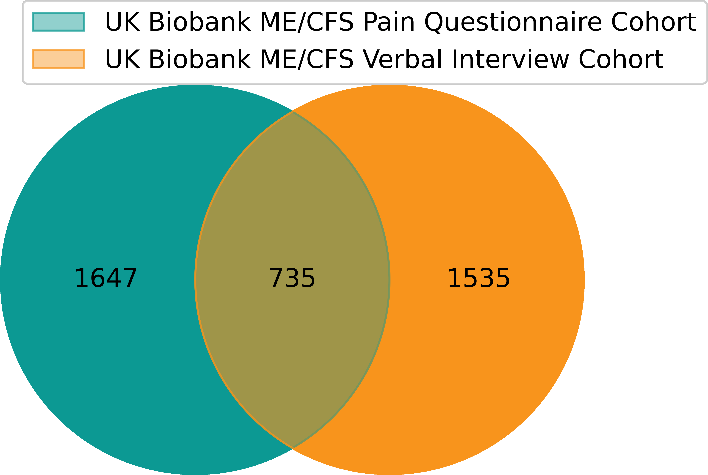 UK Biobank ME/CFS Pain Questionnaire Cohort
UK Biobank ME/CFS Verbal Interview Cohort
1647
735
1535